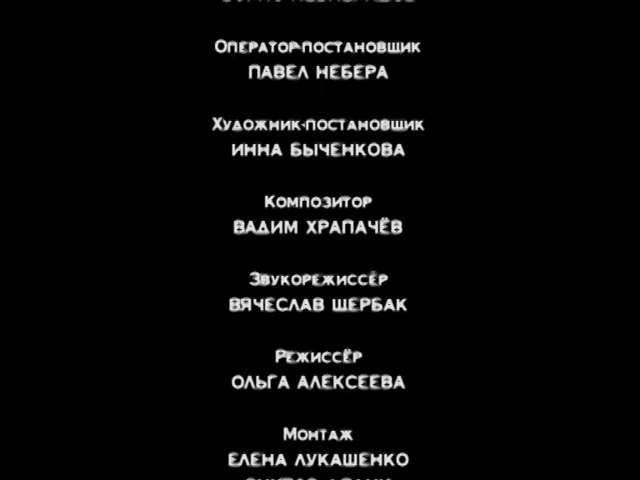 Оператор-постановщик
ПАВЕЛ НЕБЕРА
Художник-постановщик
ИННА БЫЧЕНКОВА
Композитор
ВАДИМ ХРАПАЧЁВ
Звукорежиссёр
ВЯЧЕСЛАВ ШЕРБАК
Режиссёр
ОЛЬГА АЛЕКСЕЕВА
Монтаж
ЕЛЕНА ЛУКАШЕНКО